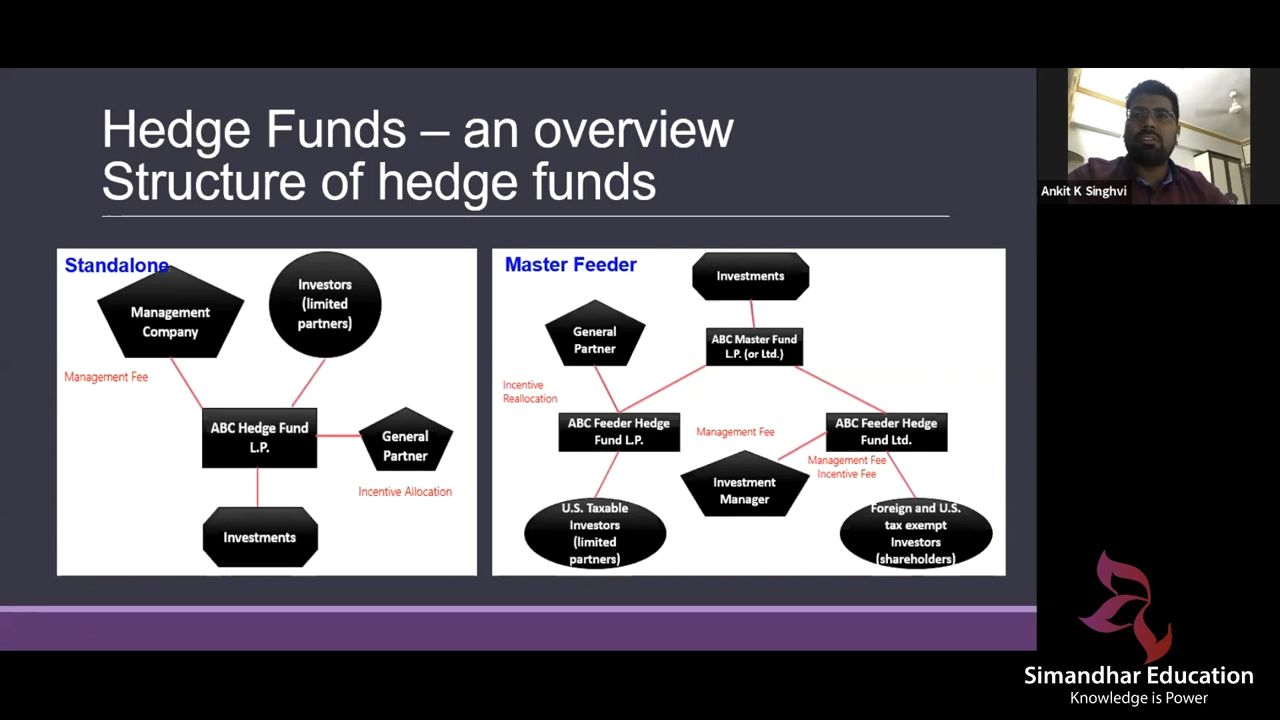 Hedge Funds – an overview
Structure of hedge funds
Standalone
Management
Company
Investors
(limited
partners)
Management Fee
ABC Hedge Fund
L.P.
General
Partner
Incentive Allocation
Investments
Master Feeder
Investments
General
Partner
ABC Master Fund
L.P. (or Ltd.)
Incentive
Reallocation
ABC Feeder Hedge
Fund L.P.
Management Fee
ABC Feeder Hedge
Fund Ltd.
Management Fee
Incentive Fee
Investment
Manager
U.S. Taxable
Investors
(limited
partners)
Foreign and U.S.
tax exempt
Investors
(shareholders)
Ankit K Singhvi
Simandhar Education
Knowledge is Power